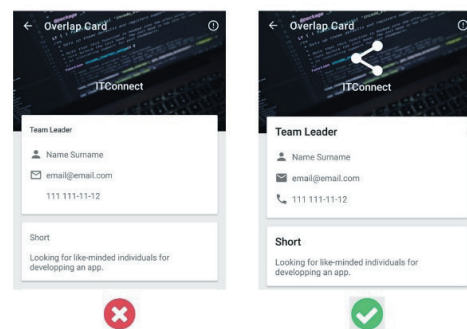 Overlap Card
ITConnect
Team Leader
Name Surname
email@email.com
111 111-11-12
Short
Looking for like-minded individuals for
developping an app.
Overlap Card
ITConnect
Team Leader
Name Surname
email@email.com
111 111-11-12
Short
Looking for like-minded individuals for
developping an app.